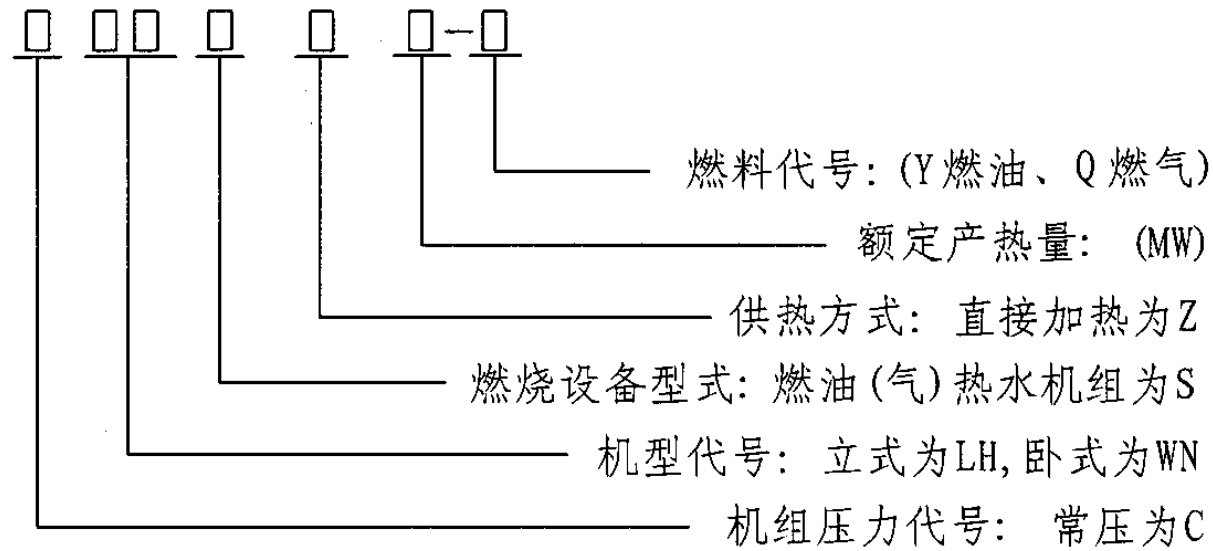 燃料代号: (Y燃油、Q燃气)
额定产热量: (MW)
供热方式: 直接加热为Z
燃烧设备型式: 燃油(气)热水机组为S
机型代号: 立式为LH,卧式为WN
机组压力代号: 常压为C